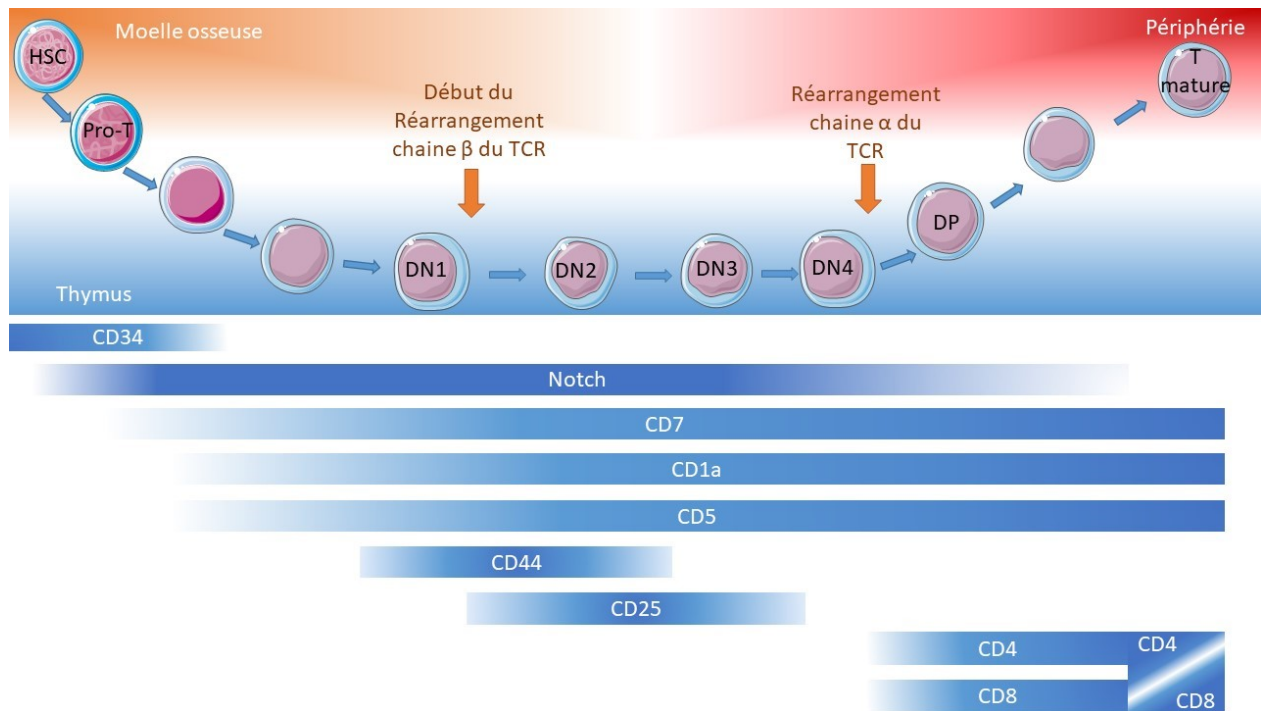 Moelle osseuse
Périphérie
HSC
Pro-T
T
mature
Début du
Réarrangement
chaine β du TCR
Réarrangement
chaine α du
TCR
DN1
DN2
DN3
DN4
DP
Thymus
CD34
Notch
CD7
CD1a
CD5
CD44
CD25
CD4
CD4
CD8
CD8